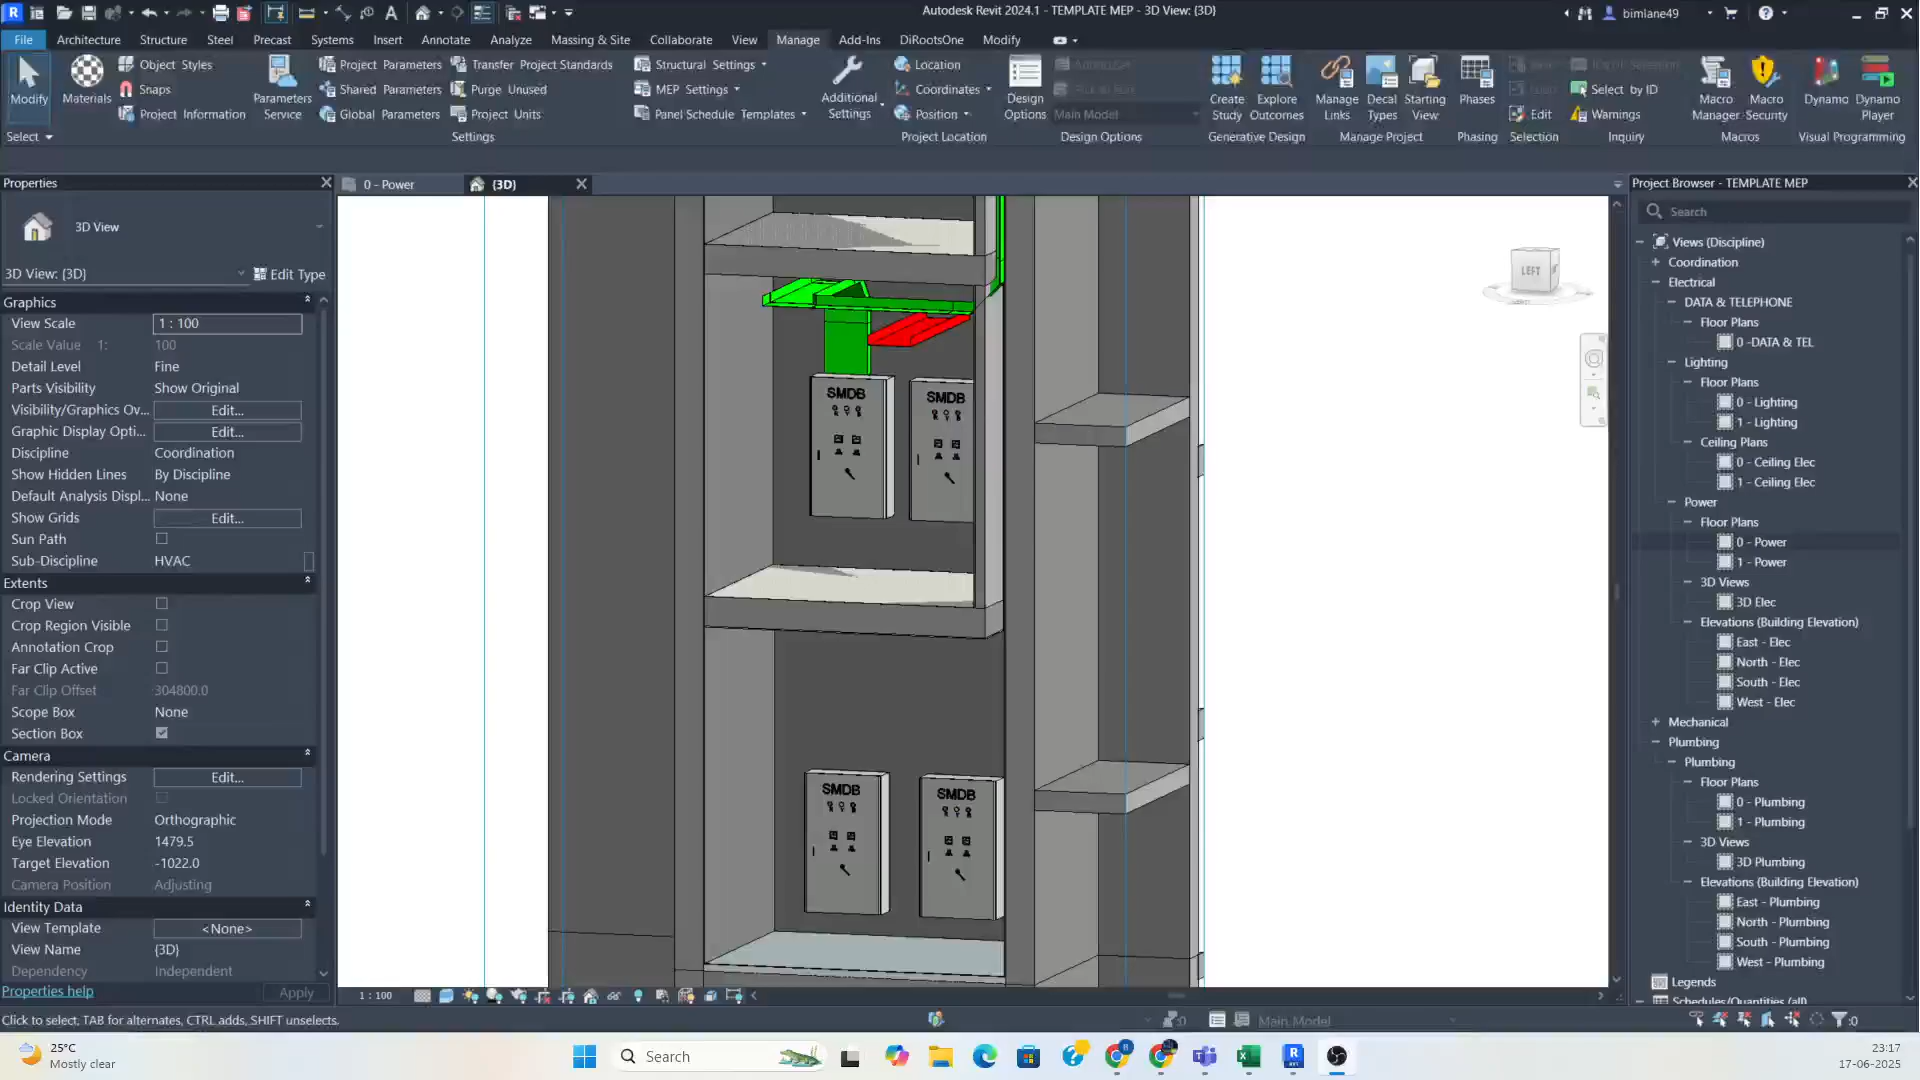 Autodesk Revit 2024.1 - TEMPLATE MEP - 3D View: {3D}
bimlane49
File
Architecture
Structure
Steel
Precast
Systems
Insert
Annotate
Analyze
Massing & Site
Collaborate
View
Manage
Add-Ins
DiRootsOne
Modify
Modify
Materials
Object Styles
Snaps
Project Information
Parameters Service
Project Parameters
Shared Parameters
Global Parameters
Transfer Project Standards
Purge Unused
Project Units
Structural Settings
MEP Settings
Panel Schedule Templates
Additional Settings
Location
Coordinates
Position
Design Options
Main Model
Create Study
Explore Outcomes
Manage Links
Decal Types
Starting View
Phases
Edit
Select by ID
Warnings
Macro Manager
Macro Security
Dynamo
Dynamo Player
Select
Settings
Project Location
Design Options
Generative Design
Manage Project
Phasing
Selection
Inquiry
Macros
Visual Programming
Properties
3D View
3D View: {3D}
Edit Type
Graphics
View Scale
1 : 100
Scale Value 1:
100
Detail Level
Fine
Parts Visibility
Show Original
Visibility/Graphics Ov...
Edit...
Graphic Display Opti...
Edit...
Discipline
Coordination
Show Hidden Lines
By Discipline
Default Analysis Displ...
None
Show Grids
Edit...
Sun Path
Sub-Discipline
HVAC
Extents
Crop View
Crop Region Visible
Annotation Crop
Far Clip Active
Far Clip Offset
304800.0
Scope Box
None
Section Box
Camera
Rendering Settings
Edit...
Locked Orientation
Projection Mode
Orthographic
Eye Elevation
1479.5
Target Elevation
-1022.0
Camera Position
Adjusting
Identity Data
View Template
<None>
View Name
{3D}
Dependency
Independent
Properties help
Apply
0 - Power
{3D}
LEFT
SMDB
SMDB
SMDB
SMDB
1 : 100
Project Browser - TEMPLATE MEP
Search
Views (Discipline)
Coordination
Electrical
DATA & TELEPHONE
Floor Plans
0 -DATA & TEL
Lighting
Floor Plans
0 - Lighting
1 - Lighting
Ceiling Plans
0 - Ceiling Elec
1 - Ceiling Elec
Power
Floor Plans
0 - Power
1 - Power
3D Views
3D Elec
Elevations (Building Elevation)
East - Elec
North - Elec
South - Elec
West - Elec
Mechanical
Plumbing
Plumbing
Floor Plans
0 - Plumbing
1 - Plumbing
3D Views
3D Plumbing
Elevations (Building Elevation)
East - Plumbing
North - Plumbing
South - Plumbing
West - Plumbing
Legends
Schedules/Quantities (all)
Click to select, TAB for alternates, CTRL adds, SHIFT unselects.
:0
Main Model
:0
25°C
Mostly clear
Search
23:17
17-06-2025